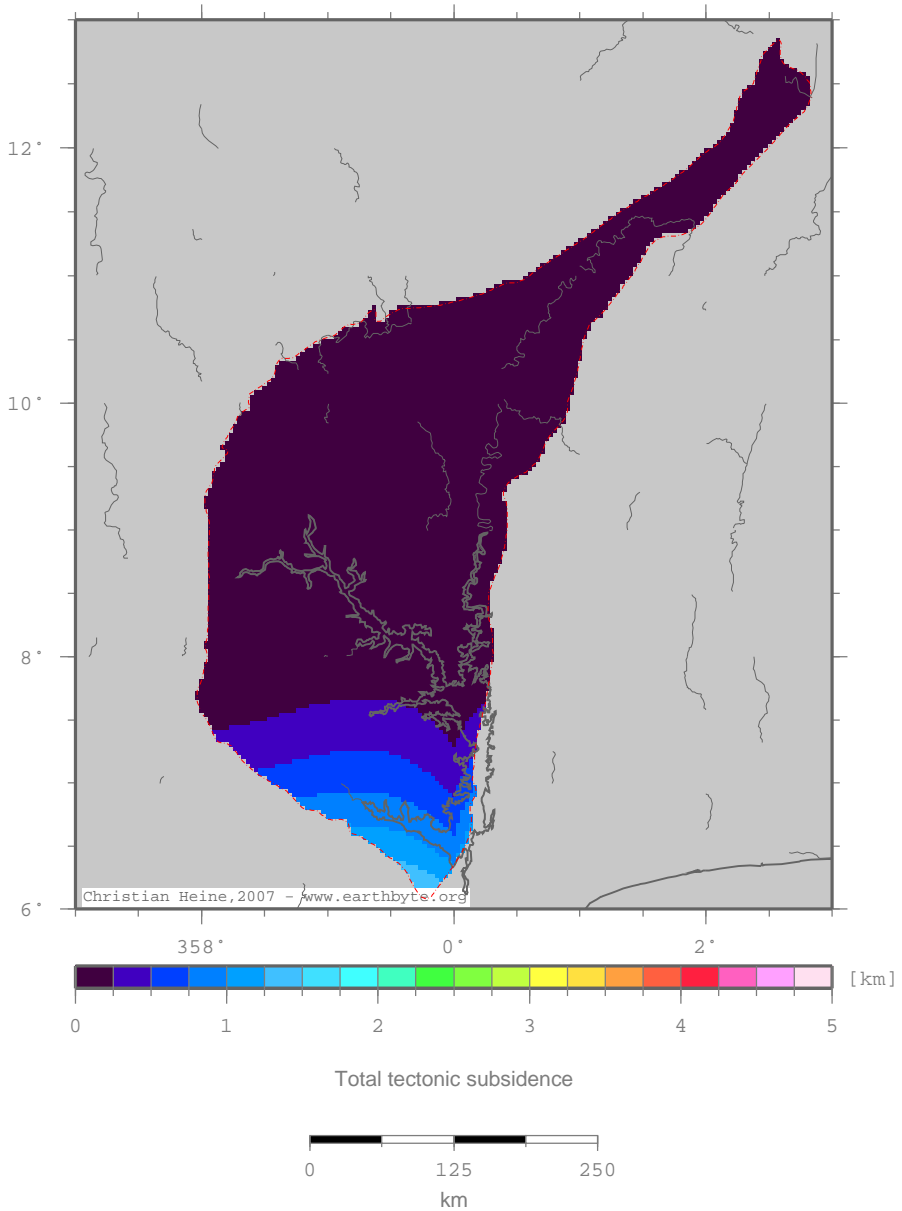 12°
10°
8°
6°
Christian Heine,2007 - www.earthbyte.org
358° 0° 2°
[km]
0 1 2 3 4 5
Total tectonic subsidence
0 125 250
km